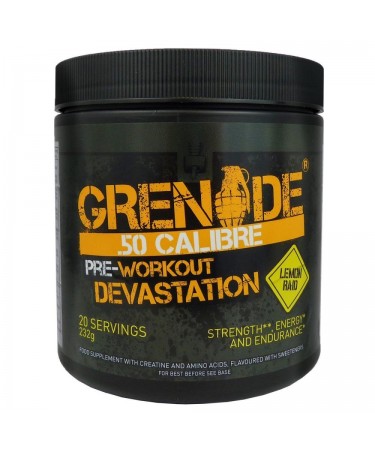 GRENADE®
.50 CALIBRE
PRE-WORKOUT
DEVASTATION
LEMON
RAID
20 SERVINGS
232g
STRENGTH**, ENERGY*
AND ENDURANCE*
FOOD SUPPLEMENT WITH CREATINE AND AMINO ACIDS, FLAVOURED WITH SWEETENERS
FOR BEST BEFORE SEE BASE